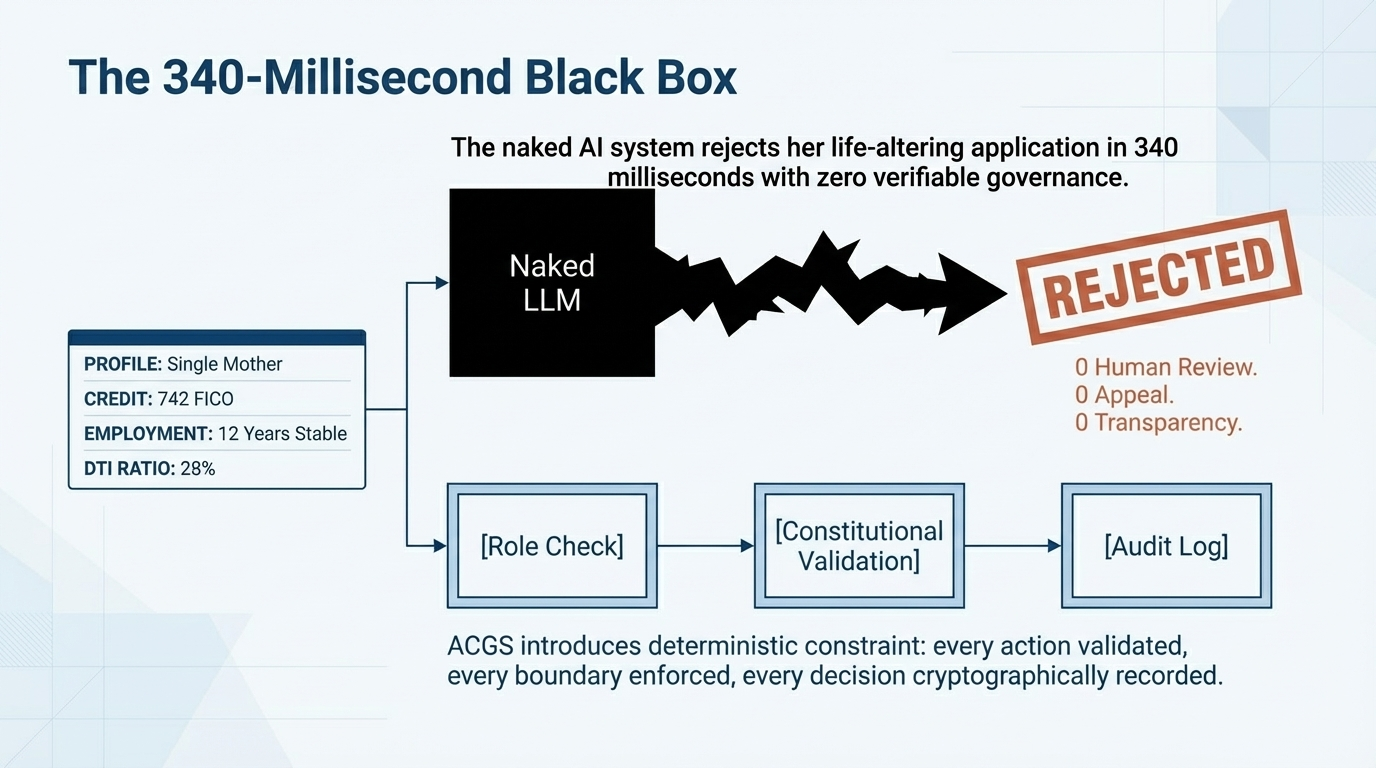 The 340-Millisecond Black Box
The naked AI system rejects her life-altering application in 340
milliseconds with zero verifiable governance.
Naked
LLM
REJECTED
0 Human Review.
0 Appeal.
0 Transparency.
PROFILE: Single Mother
CREDIT: 742 FICO
EMPLOYMENT: 12 Years Stable
DTI RATIO: 28%
[Role Check]
[Constitutional
Validation]
[Audit Log]
ACGS introduces deterministic constraint: every action validated,
every boundary enforced, every decision cryptographically recorded.